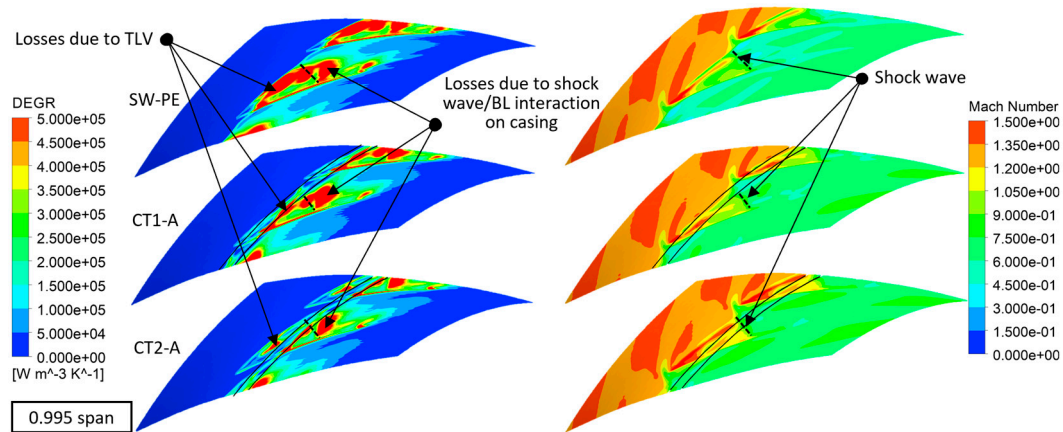 Losses due to TLV
SW-PE
CT1-A
CT2-A
Losses due to shock
wave/BL interaction
on casing
Shock wave
DEGR
5.000e+05
4.500e+05
4.000e+05
3.500e+05
3.000e+05
2.500e+05
2.000e+05
1.500e+05
1.000e+05
5.000e+04
0.000e+00
[W m^-3 K^-1]
0.995 span
Mach Number
1.500e+00
1.350e+00
1.200e+00
1.050e+00
9.000e-01
7.500e-01
6.000e-01
4.500e-01
3.000e-01
1.500e-01
0.000e+00